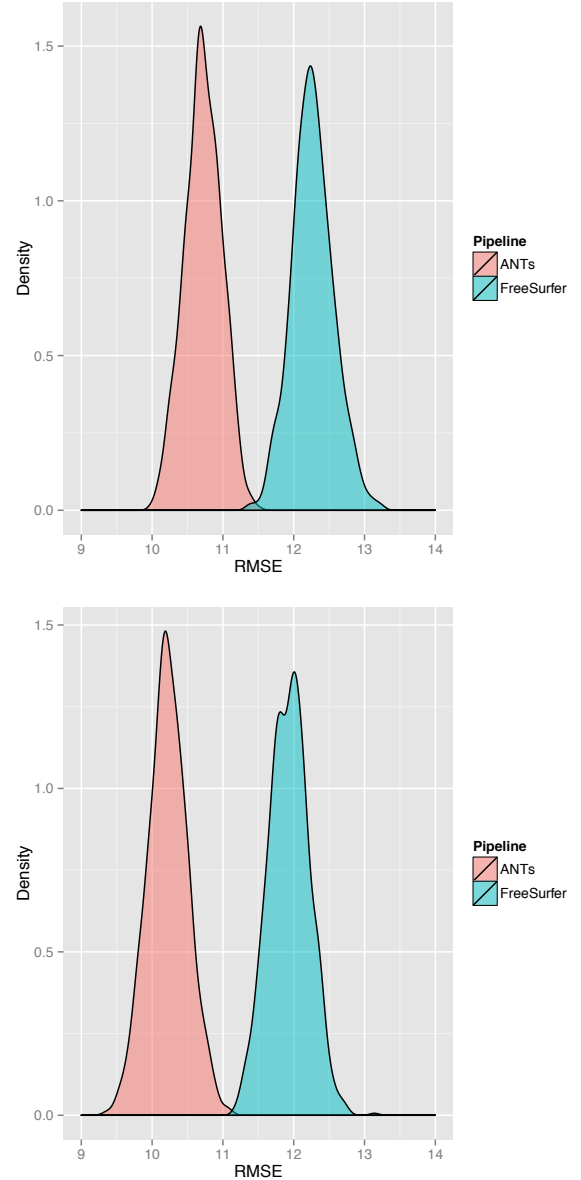 1.5
1.0
0.5
0.0
Density
9 10 11 12 13 14
RMSE
Pipeline
ANTs
FreeSurfer
1.5
1.0
0.5
0.0
Density
9 10 11 12 13 14
RMSE
Pipeline
ANTs
FreeSurfer